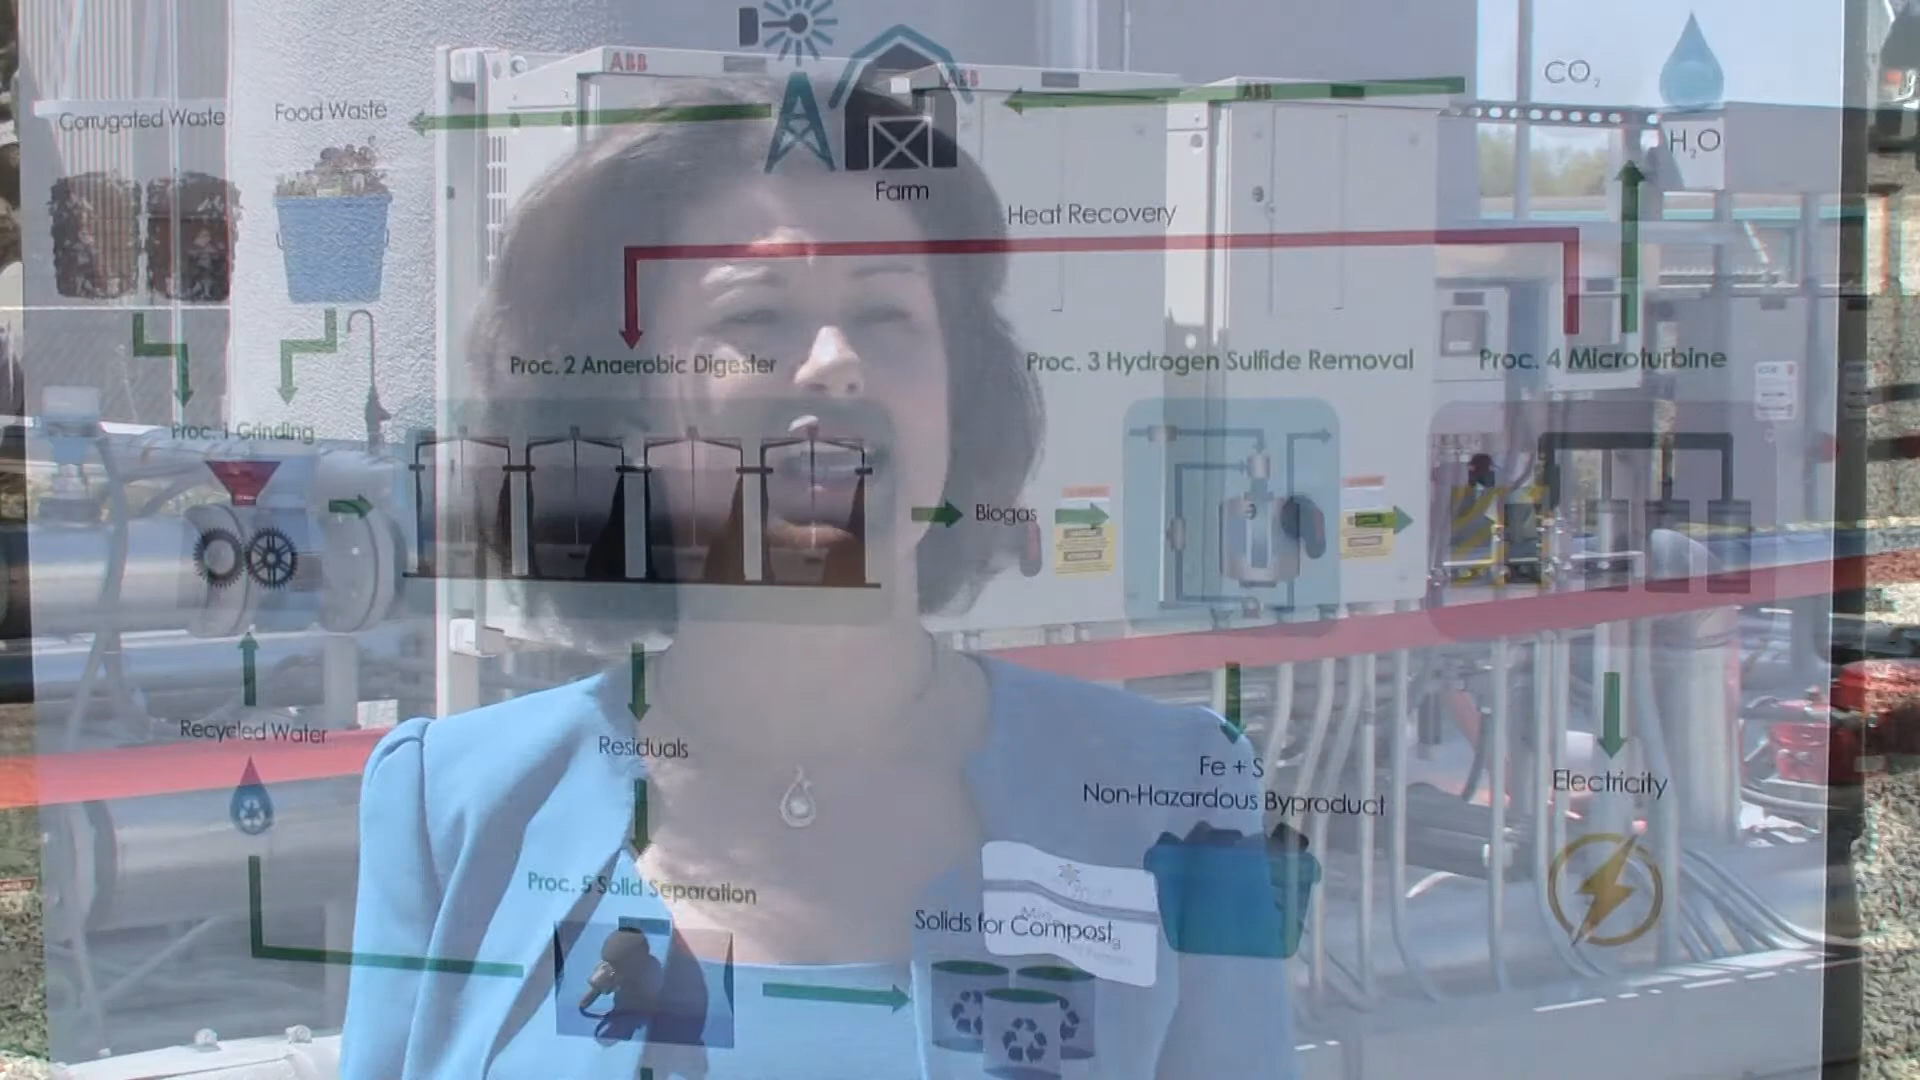 ABB
ABB
ABB
CO₂
Corrugated Waste
Food Waste
H₂O
Farm
Heat Recovery
Proc. 2 Anaerobic Digester
Proc. 3 Hydrogen Sulfide Removal
Proc. 4 Microturbine
Proc. 1 Grinding
Biogas
Recycled Water
Residuals
Fe + S
Non-Hazardous Byproduct
Electricity
Proc. 5 Solid Separation
Solids for Compost